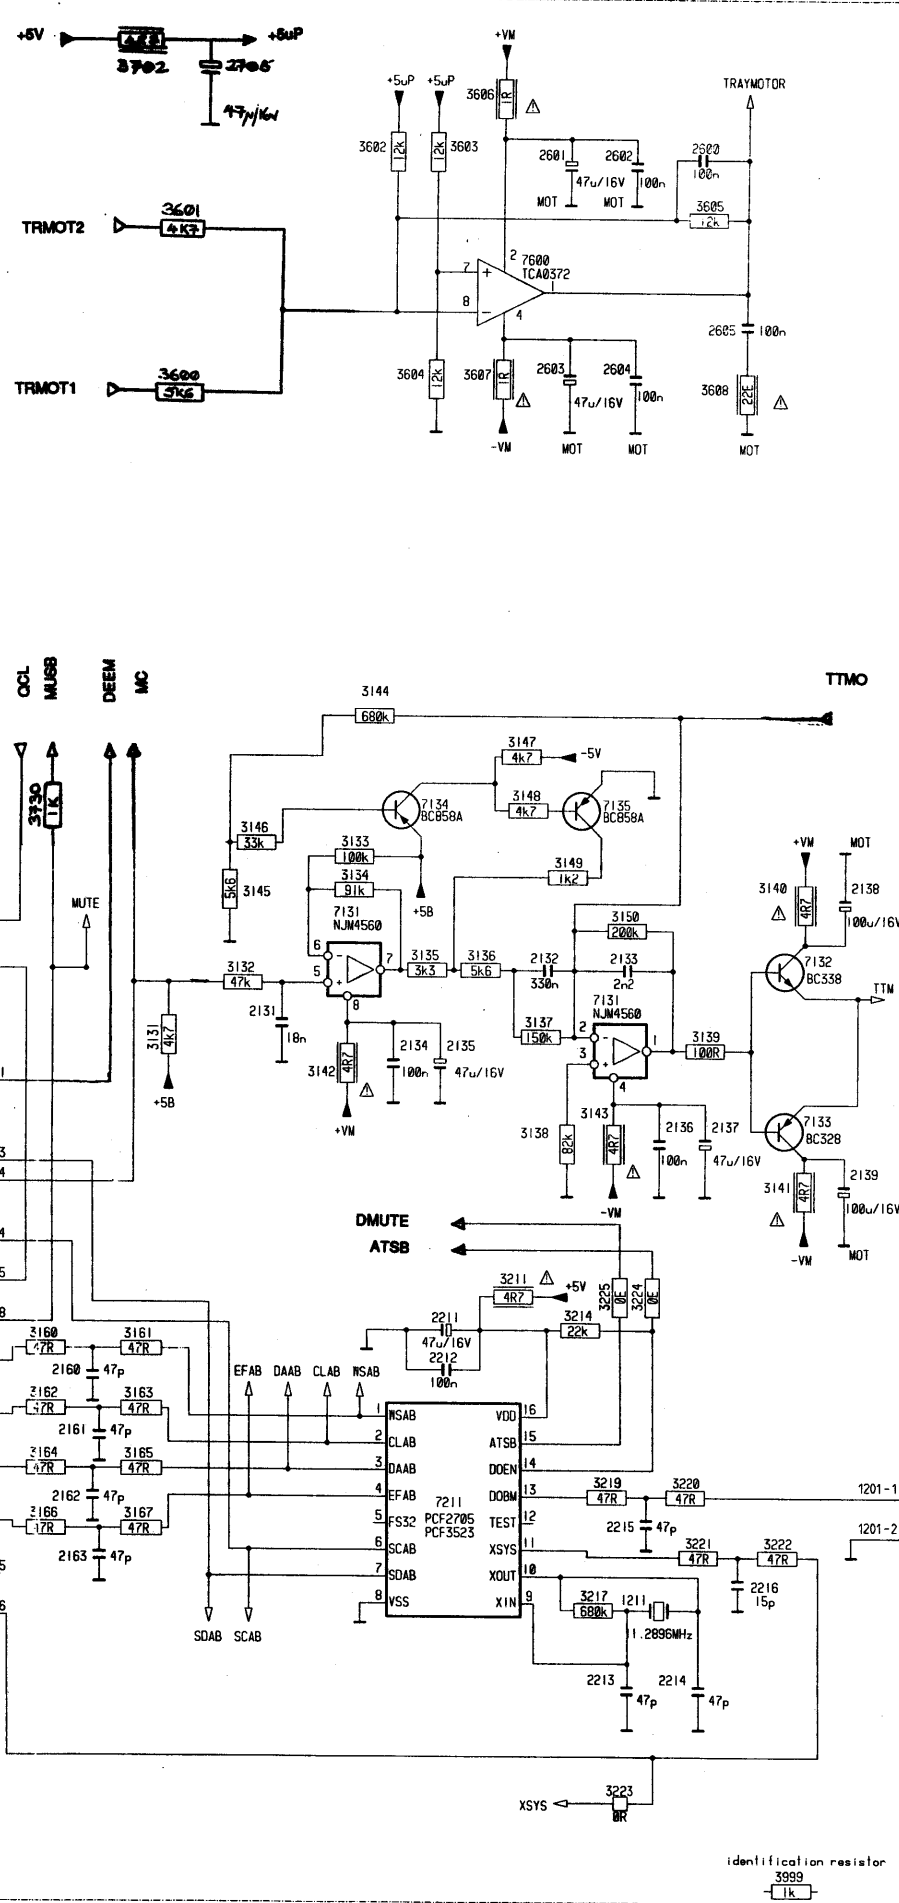 +5V
4E7
3702
+5uP
2705
47µ/16V
+VM
3606
1R
+5uP
+5uP
TRAYMOTOR
3602
12k
12k
3603
2601
47u/16V
MOT
2602
100n
MOT
2600
100n
3605
12k
TRMOT2
3601
4K7
2
7600
TCA0372
7
+
8
-
1
4
TRMOT1
3600
5K6
3604
12k
3607
1R
-VM
2603
47u/16V
MOT
2604
100n
MOT
2605
100n
3608
22E
MOT
QCL
MUSB
DEEM
MC
TTMO
3730
1K
MUTE
3144
680k
3147
4k7
-5V
3148
4k7
7134
BC858A
7135
BC858A
3146
33k
3133
100k
3134
91k
3149
1k2
5k6
3145
+5B
7131
NJM4560
6
-
5
+
7
8
3135
3k3
3136
5k6
2132
330n
3150
200k
2133
2n2
3132
47k
2131
18n
3131
4k7
+5B
3142
4R7
+VM
2134
100n
2135
47u/16V
3137
150k
7131
NJM4560
2
-
3
+
1
4
3139
100R
3138
82k
3143
4R7
-VM
2136
100n
2137
47u/16V
+VM
MOT
3140
4R7
2138
100u/16V
7132
BC338
TTM
7133
BC328
3141
4R7
-VM
2139
100u/16V
MOT
1
3
4
4
5
8
5
6
DMUTE
ATSB
3211
4R7
+5V
3225
0E
3224
0E
2211
47u/16V
2212
100n
3214
22k
3160
47R
3161
47R
2160
47p
3162
47R
3163
47R
2161
47p
3164
47R
3165
47R
2162
47p
3166
47R
3167
47R
2163
47p
EFAB
DAAB
CLAB
WSAB
1
WSAB
2
CLAB
3
DAAB
4
EFAB
5
FS32
6
SCAB
7
SDAB
8
VSS
7211
PCF2705
PCF3523
VDD
16
ATSB
15
DOEN
14
DOBM
13
TEST
12
XSYS
11
XOUT
10
XIN
9
SDAB
SCAB
3219
47R
3220
47R
1201-1
2215
47p
1201-2
3221
47R
3222
47R
2216
15p
3217
680k
1211
11.2896MHz
2213
47p
2214
47p
3223
XSYS
0R
identification resistor
3999
1k